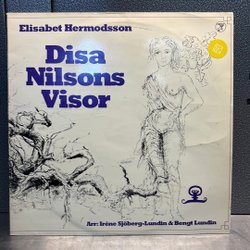 Elisabet Hermodsson
Disa
Nilsons
Visor
Arr: Iréne Sjöberg-Lundin & Bengt Lundin